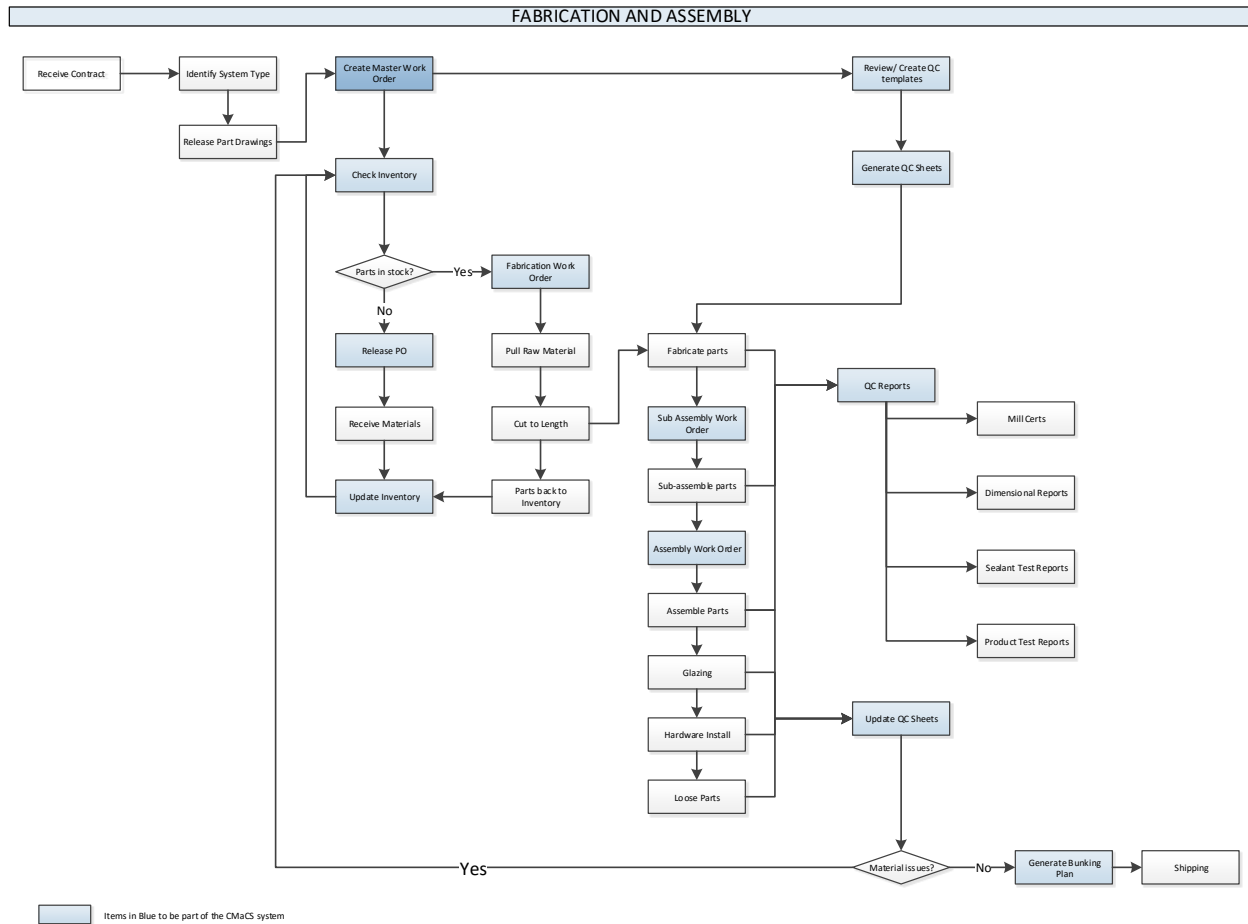 FABRICATION AND ASSEMBLY
Receive Contract
Identify System Type
Create Master Work
Order
Review/ Create QC
templates
Release Part Drawings
Check Inventory
Generate QC Sheets
Parts in stock?
Yes
Fabrication Work
Order
No
Release PO
Pull Raw Material
Fabricate parts
QC Reports
Receive Materials
Cut to Length
Sub Assembly Work
Order
Mill Certs
Update Inventory
Parts back to
Inventory
Sub-assemble parts
Dimensional Reports
Assembly Work Order
Sealant Test Reports
Assemble Parts
Product Test Reports
Glazing
Update QC Sheets
Hardware Install
Loose Parts
Yes
Material issues?
No
Generate Bunking
Plan
Shipping
Items in Blue to be part of the CMaCS system